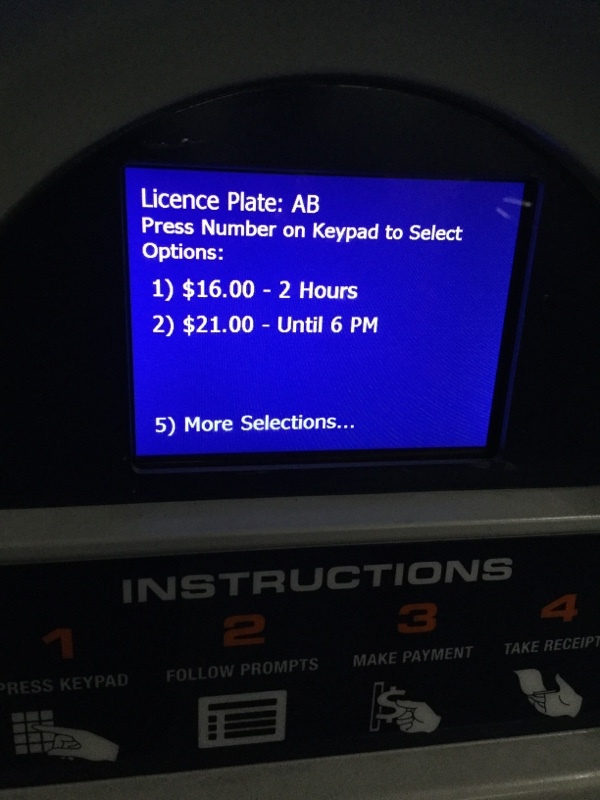 Licence Plate: AB
Press Number on Keypad to Select
Options:
1) $16.00 - 2 Hours
2) $21.00 - Until 6 PM
5) More Selections...
INSTRUCTIONS
1 2 3 4
PRESS KEYPAD FOLLOW PROMPTS MAKE PAYMENT TAKE RECEIPT
$